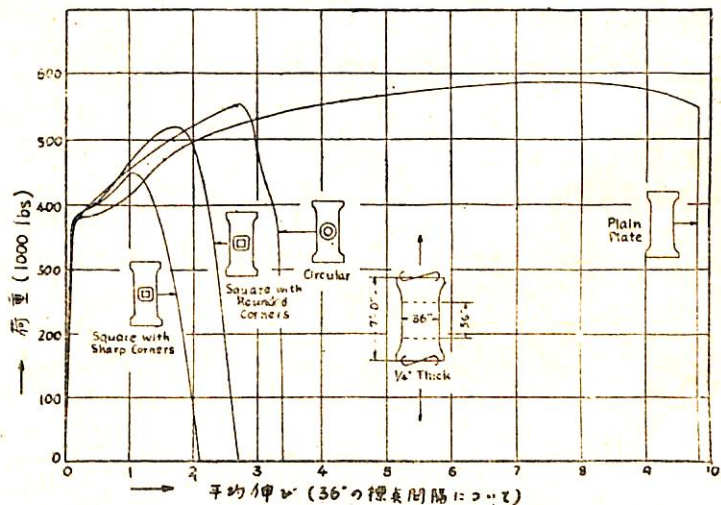 600
500
400
300
200
100
0
荷重 (1000 lbs)
0 1 2 3 4 5 6 7 8 9 10
平均伸び (36"の標点間隔について)
Square with
Sharp Corners
Square with
Rounded
Corners
Circular
7'0"
36"
36"
1/4" Thick
Plain
Plate